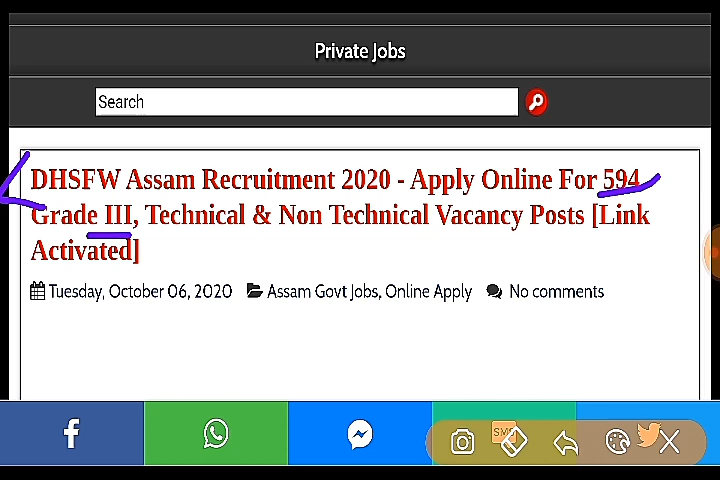 Private Jobs
Search
DHSFW Assam Recruitment 2020 - Apply Online For 594
Grade III, Technical & Non Technical Vacancy Posts [Link
Activated]
Tuesday, October 06, 2020 Assam Govt Jobs, Online Apply No comments
SMS